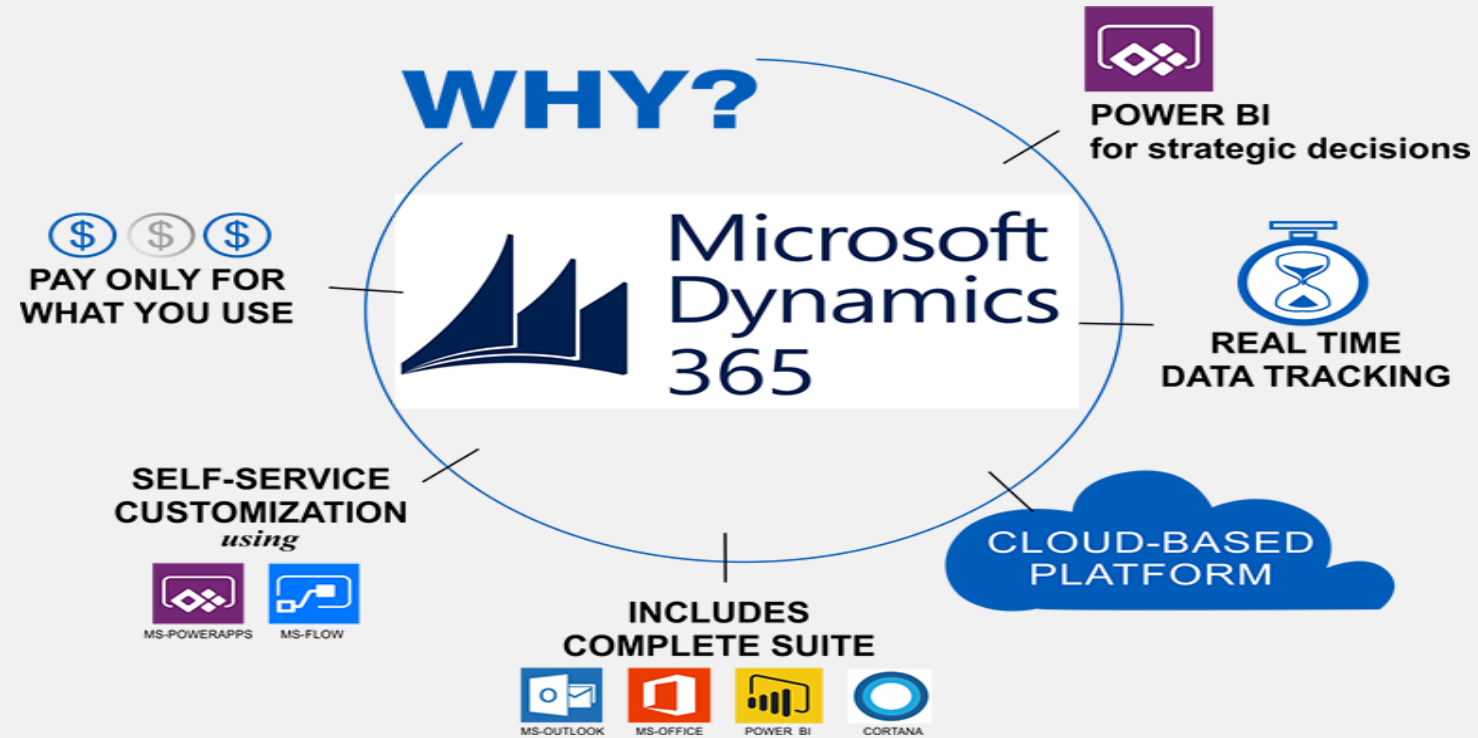 WHY?
POWER BI
for strategic decisions
Microsoft
Dynamics
365
$ $ $
PAY ONLY FOR
WHAT YOU USE
REAL TIME
DATA TRACKING
SELF-SERVICE
CUSTOMIZATION
using
MS-POWERAPPS MS-FLOW
CLOUD-BASED
PLATFORM
INCLUDES
COMPLETE SUITE
O
MS-OUTLOOK MS-OFFICE POWER BI CORTANA